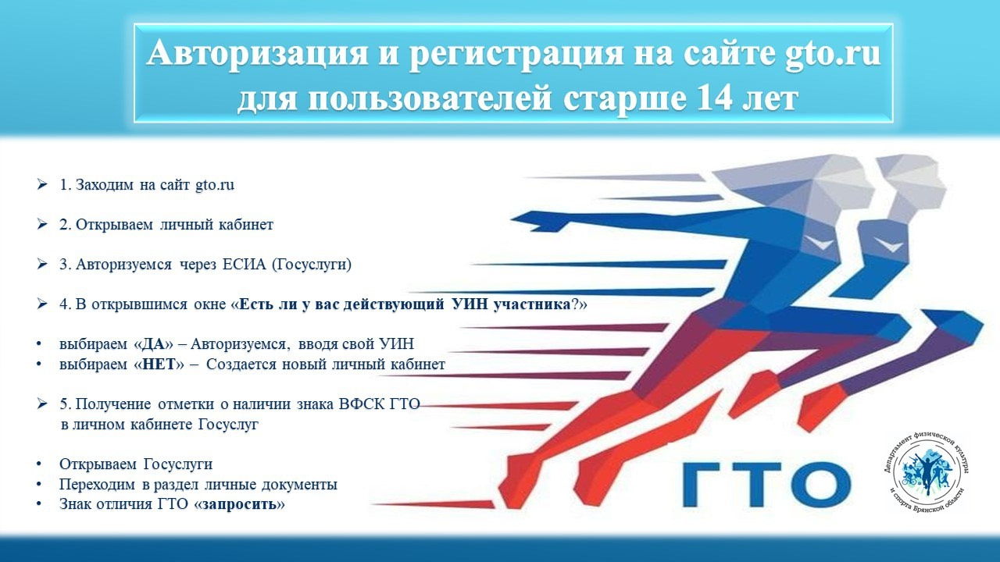 Авторизация и регистрация на сайте gto.ru
для пользователей старше 14 лет
1. Заходим на сайт gto.ru
2. Открываем личный кабинет
3. Авторизуемся через ЕСИА (Госуслуги)
4. В открывшимся окне «Есть ли у вас действующий УИН участника?»
выбираем «ДА» – Авторизуемся, вводя свой УИН
выбираем «НЕТ» – Создается новый личный кабинет
5. Получение отметки о наличии знака ВФСК ГТО
в личном кабинете Госуслуг
Открываем Госуслуги
Переходим в раздел личные документы
Знак отличия ГТО «запросить»
ГТО
Департамент физической культуры
и спорта Брянской области